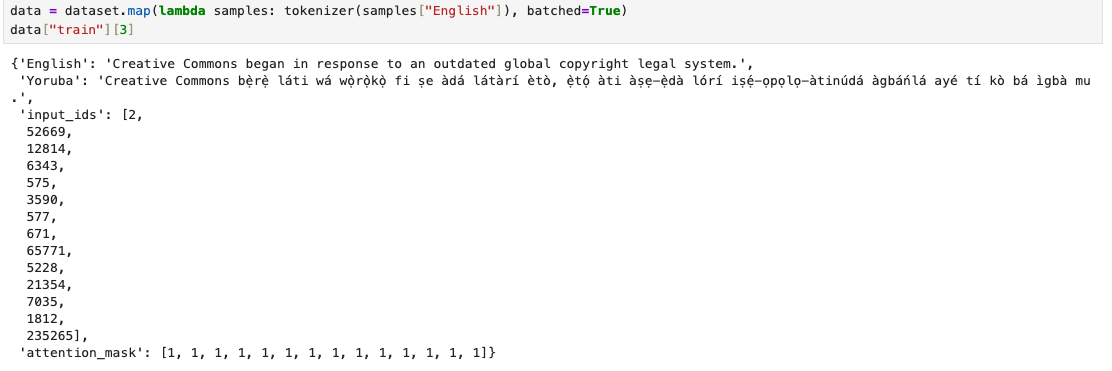 data = dataset.map(lambda samples: tokenizer(samples["English"]), batched=True)
data["train"][3]
{'English': 'Creative Commons began in response to an outdated global copyright legal system.',
'Yoruba': 'Creative Commons bẹ̀rẹ̀ láti wá wọ̀rọ̀kọ̀ fi ṣe àdá látàrí ètò, ẹ̀tọ́ àti àṣẹ-ẹ̀dà lórí iṣẹ́-ọpọlọ-àtinúdá àgbáńlá ayé tí kò bá ìgbà mu
.',
'input_ids': [2,
52669,
12814,
6343,
575,
3590,
577,
671,
65771,
5228,
21354,
7035,
1812,
235265],
'attention_mask': [1, 1, 1, 1, 1, 1, 1, 1, 1, 1, 1, 1, 1, 1]}